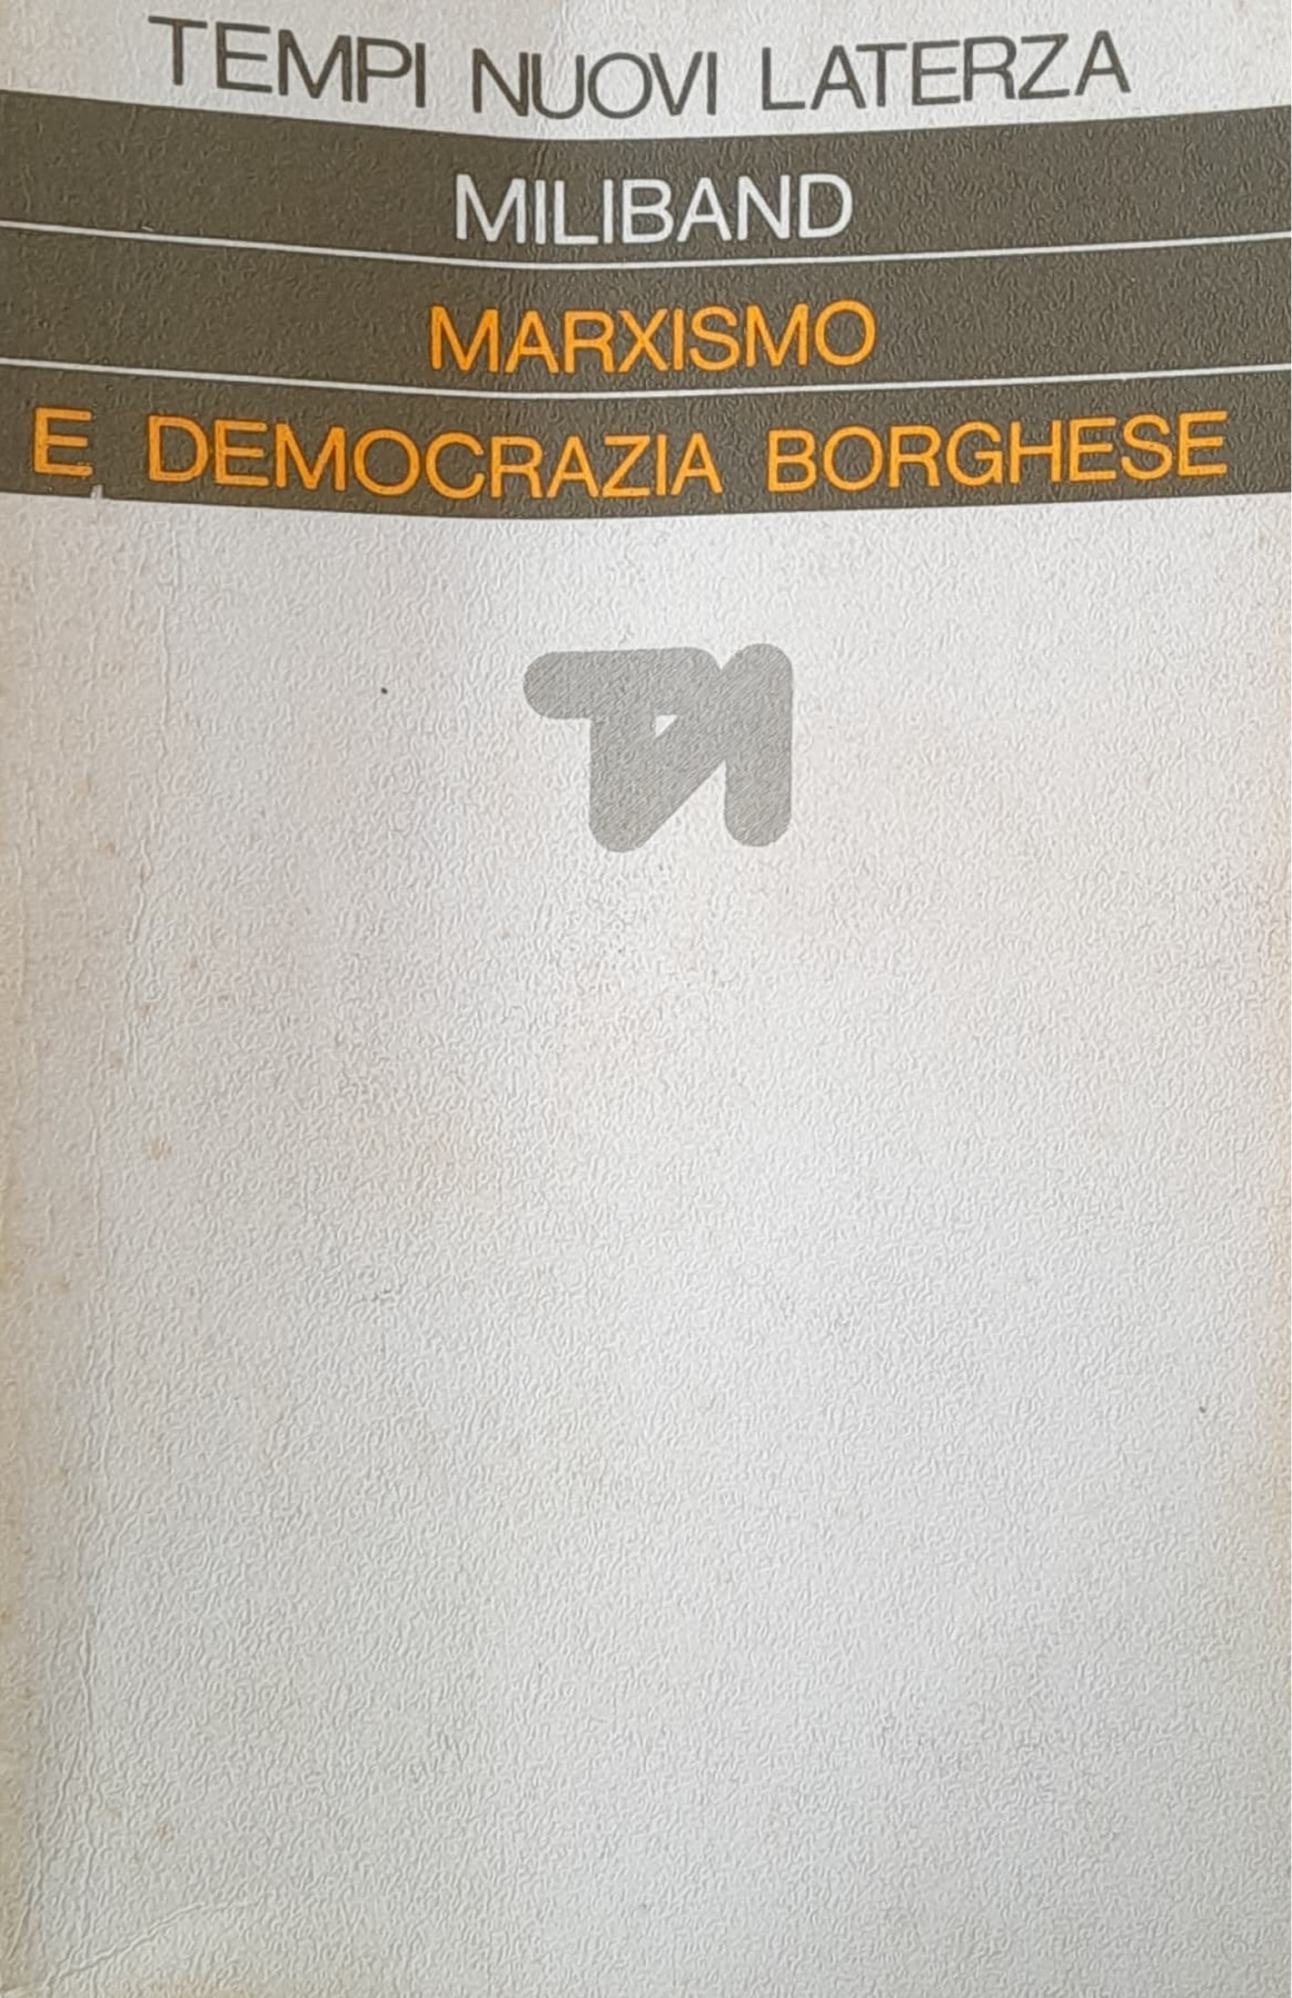 TEMPI NUOVI LATERZA
MILIBAND
MARXISMO
E DEMOCRAZIA BORGHESE